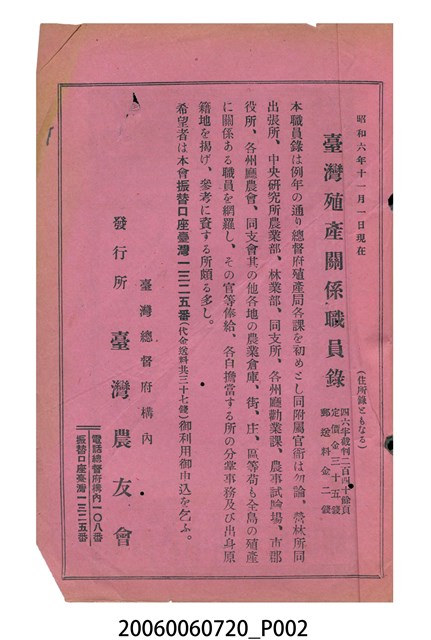 昭和六年十一月一日現在
臺灣殖產關係職員錄
(住所錄ともなる)
四六半截判二百四十餘頁
定價金三十五錢
郵送料金二錢
本職員錄は例年の通り總督府殖產局各課を初めとし同附屬官衙は勿論、營林所同
出張所、中央研究所農業部、林業部、同支所、各州廳勸業課、農事試驗場、市郡
役所、各州廳農會、同支會其の他各地の農業倉庫、街、庄、區等苟も全島の殖產
に關係ある職員を網羅し、その官等俸給、各自擔當する所の分掌事務及び出身原
籍地を揭げ、參考に資する所頗る多し。
希望者は本會振替口座臺灣一三二五番(代金送料共三十七錢)御利用御申込を乞ふ。
臺灣總督府構內
發行所 臺灣農友會
電話總督府構內一〇八番
振替口座臺灣一三二五番
20060060720_P002